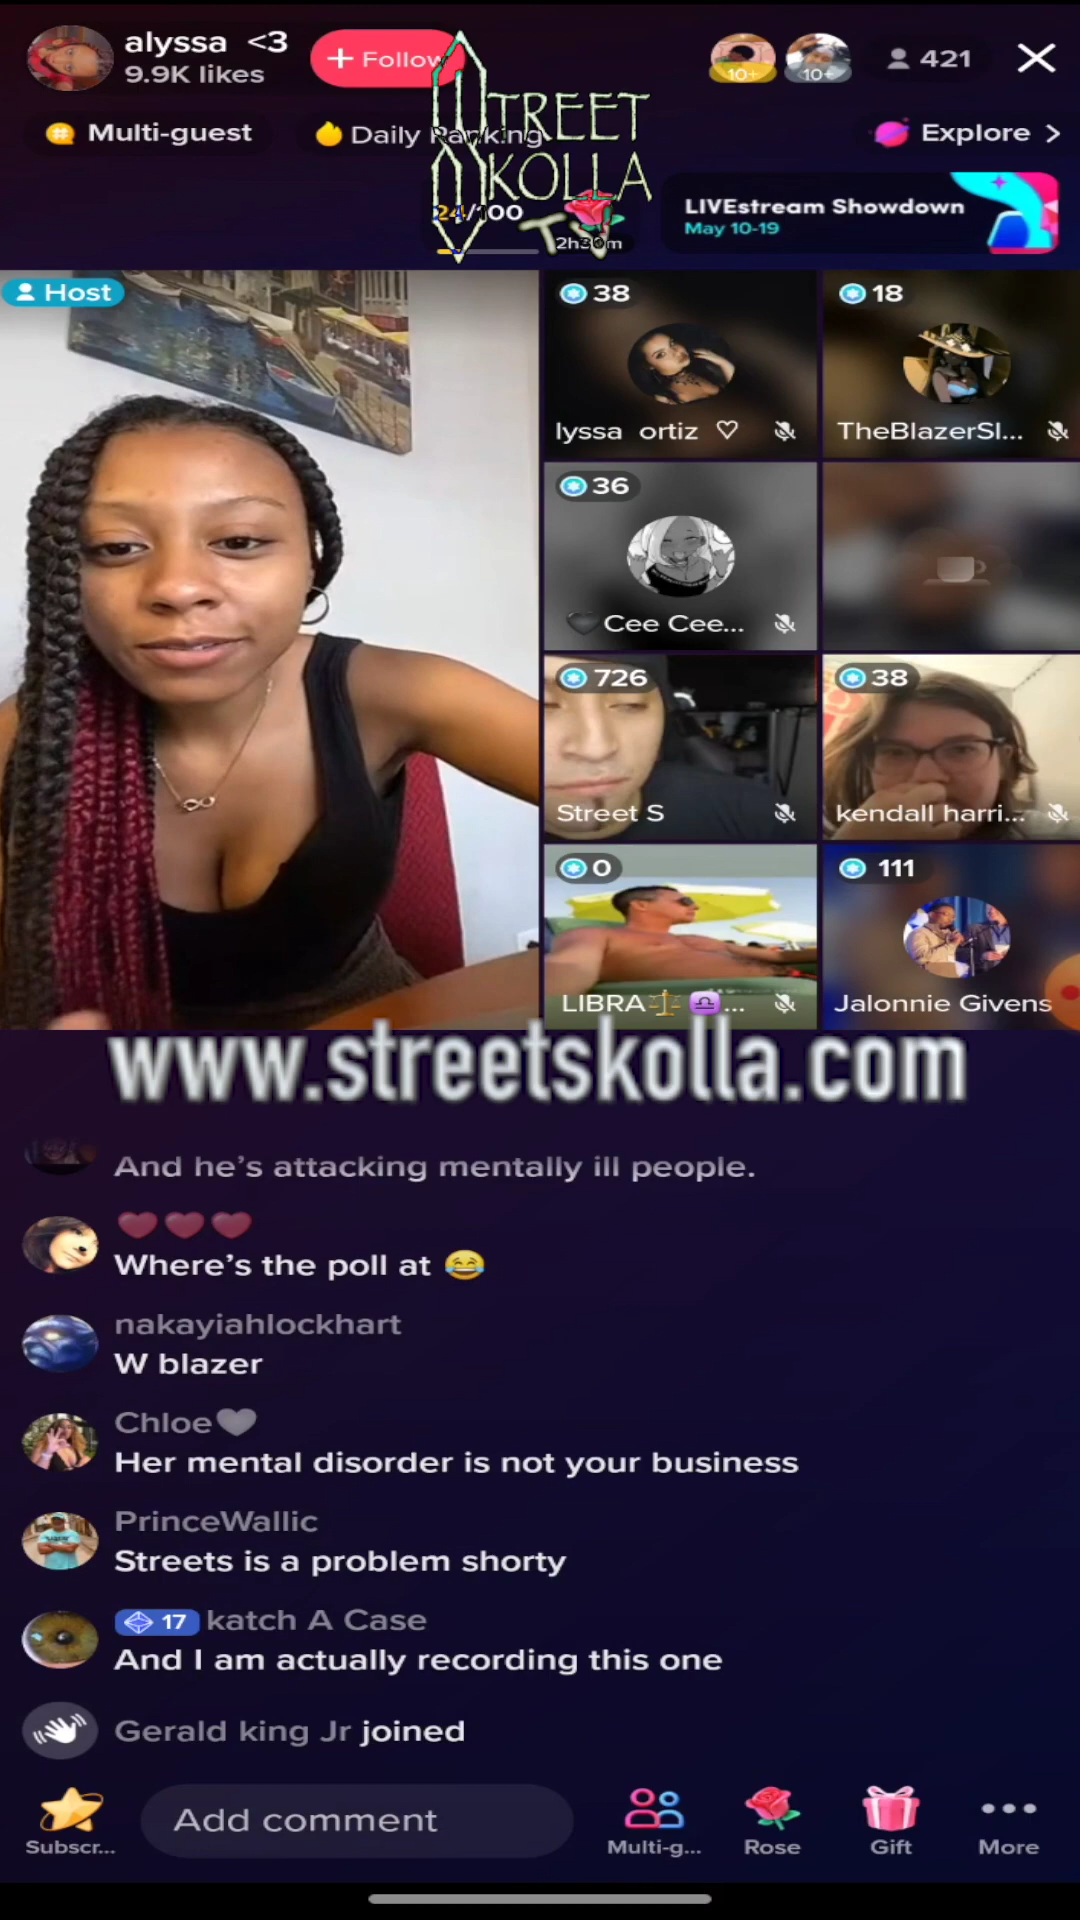 alyssa <3
9.9K likes
+ Follow
10+
10+
421
Multi-guest
Daily Ranking
Explore >
STREET
SKOLLA
TV
24/100
2h30m
LIVEstream Showdown
May 10-19
Host
38
lyssa ortiz ♡
18
TheBlazerSl...
36
🖤Cee Cee...
726
Street S
38
kendall harri...
0
LIBRA⚖️♎...
111
Jalonnie Givens
www.streetskolla.com
And he's attacking mentally ill people.
❤️❤️❤️
Where's the poll at 😂
nakayiahlockhart
W blazer
Chloe🤍
Her mental disorder is not your business
PrinceWallic
Streets is a problem shorty
17 katch A Case
And I am actually recording this one
Gerald king Jr joined
Subscr...
Add comment
Multi-g...
Rose
Gift
More